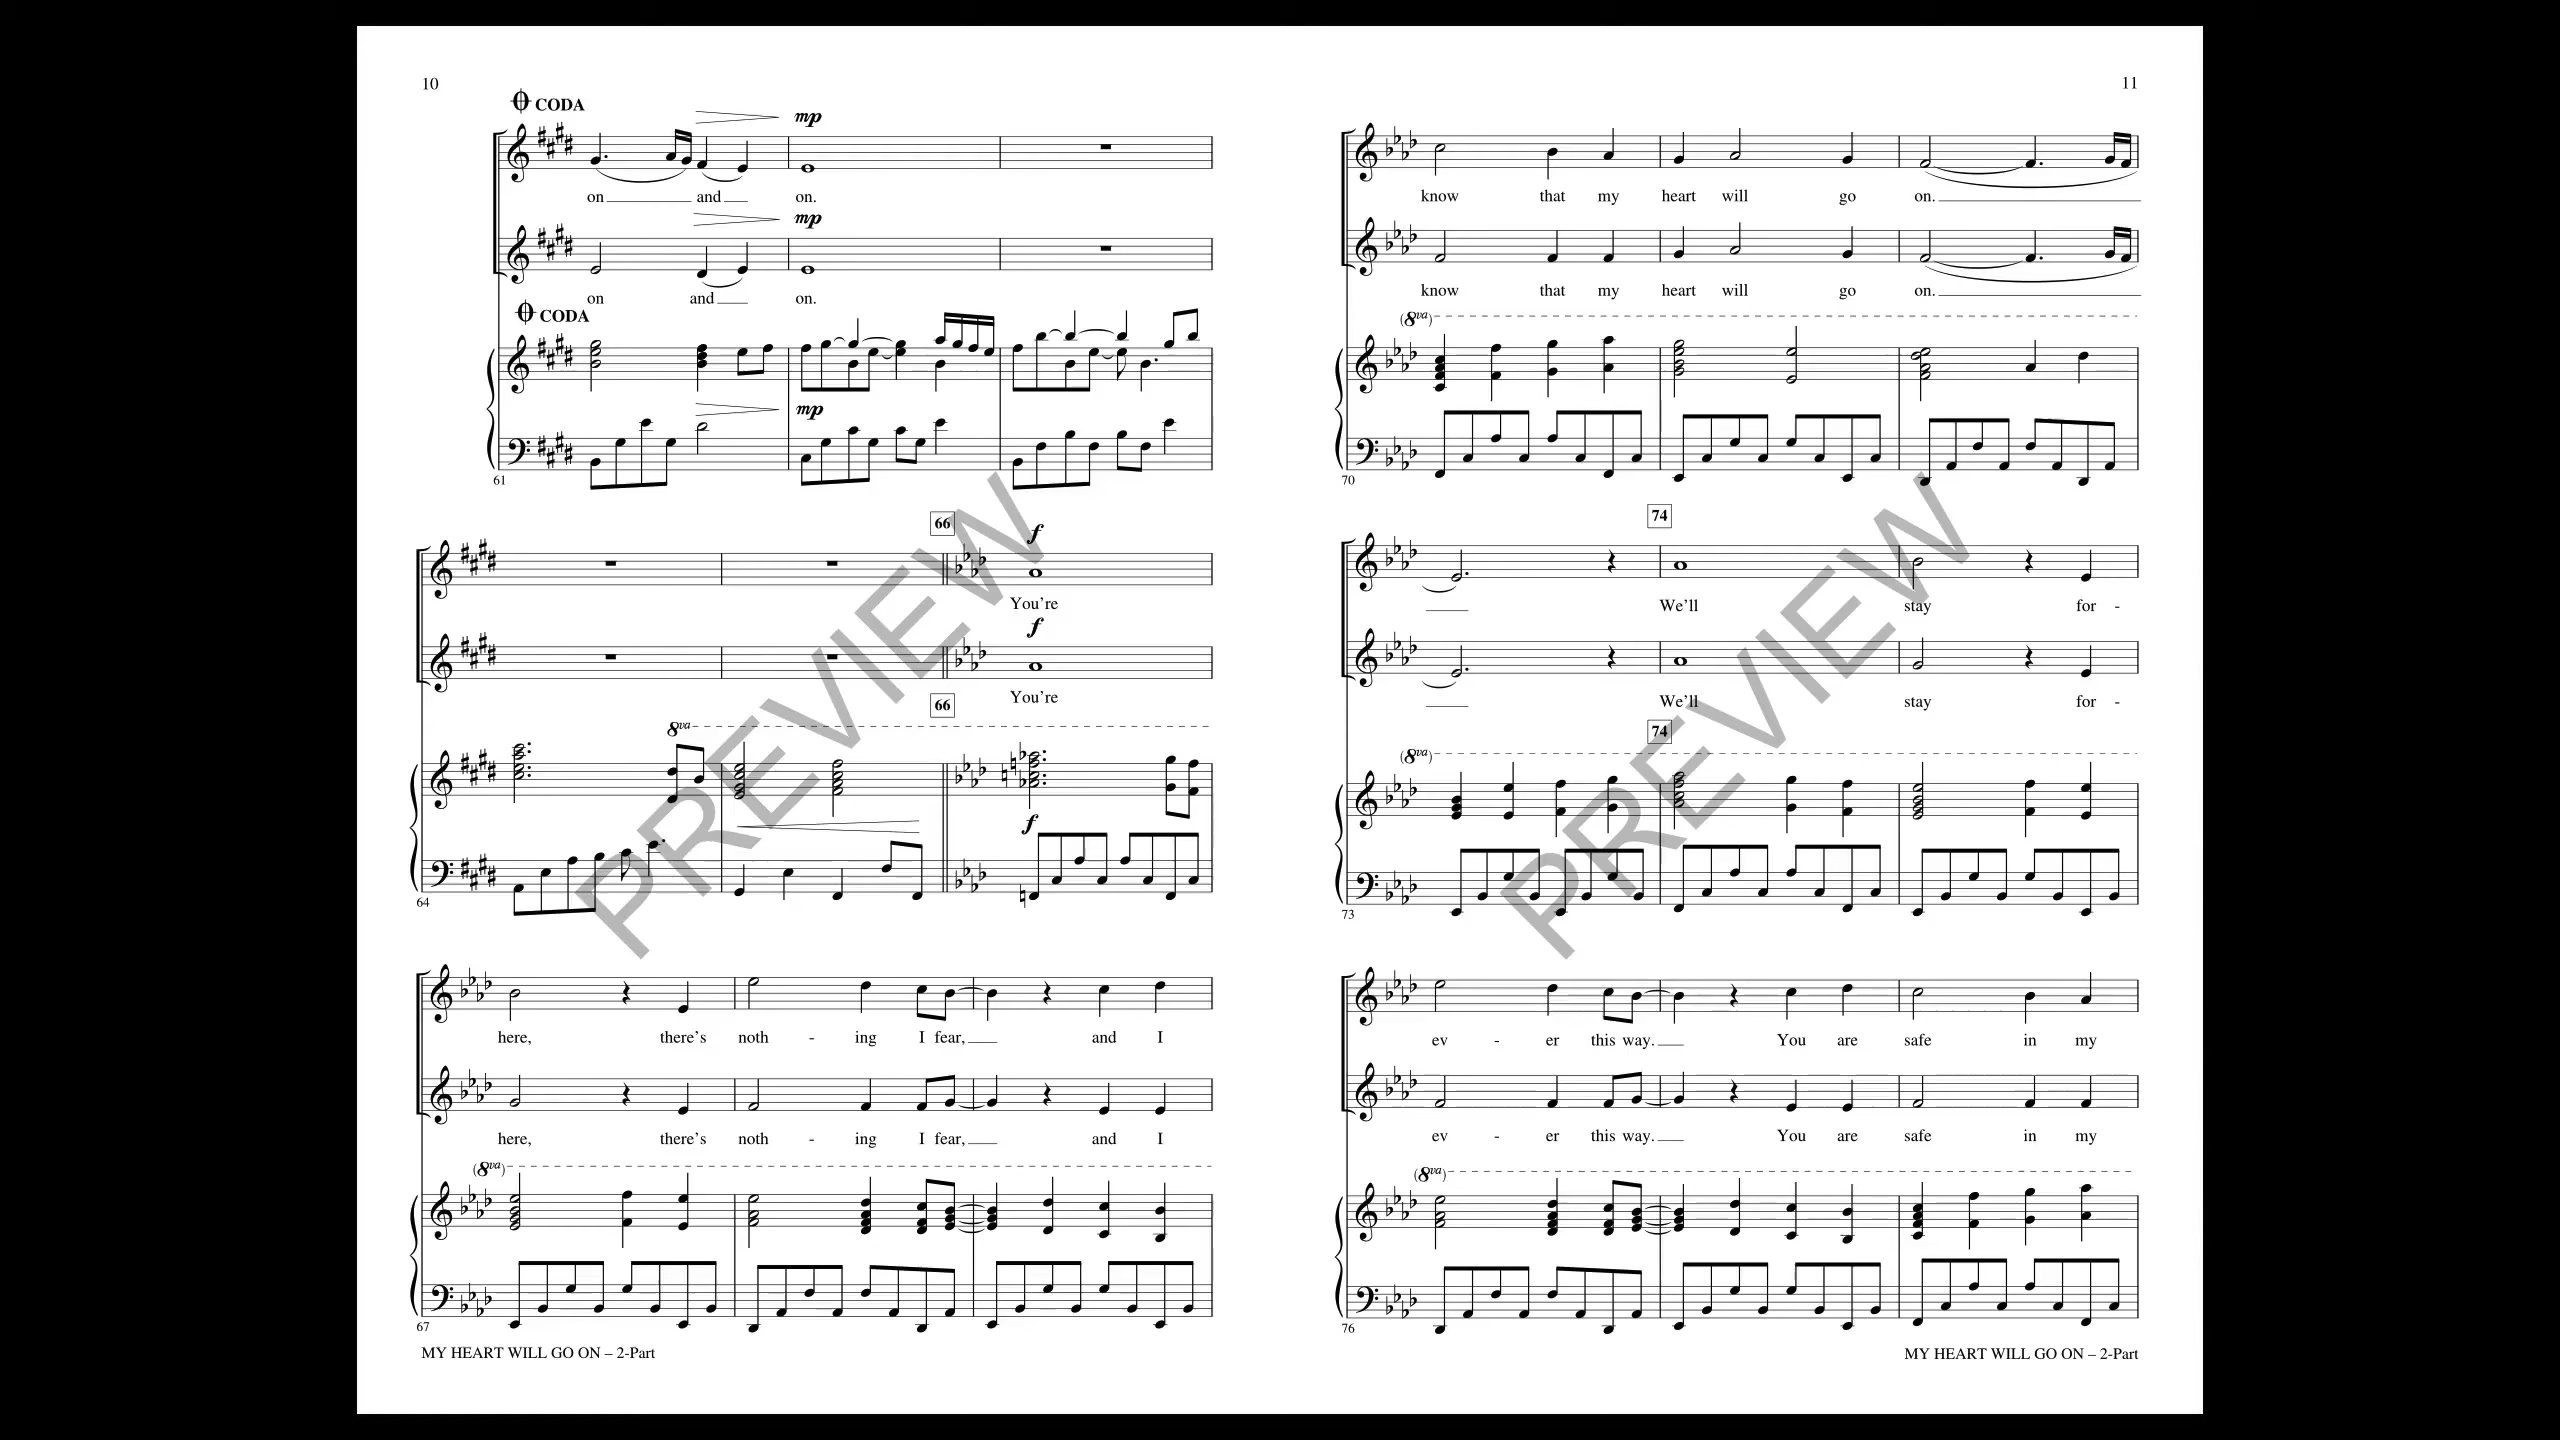 10
CODA
mp
on and on.
mp
on and on.
CODA
mp
61
66
f
You're
f
You're
66
8va
f
64
here, there's noth - ing I fear, and I
here, there's noth - ing I fear, and I
(8va)
67
MY HEART WILL GO ON – 2-Part
PREVIEW
11
know that my heart will go on.
know that my heart will go on.
(8va)
70
74
We'll stay for -
We'll stay for -
74
(8va)
73
ev - er this way. You are safe in my
ev - er this way. You are safe in my
(8va)
76
MY HEART WILL GO ON – 2-Part
PREVIEW